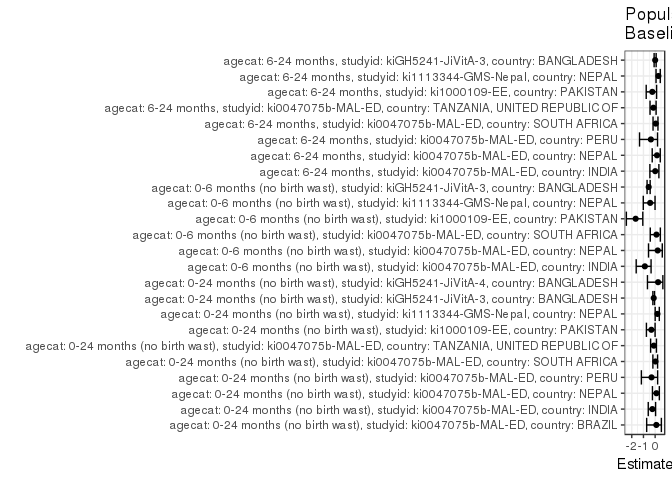 Popul
Baseli
agecat: 6-24 months, studyid: kiGH5241-JiVitA-3, country: BANGLADESH
agecat: 6-24 months, studyid: ki1113344-GMS-Nepal, country: NEPAL
agecat: 6-24 months, studyid: ki1000109-EE, country: PAKISTAN
agecat: 6-24 months, studyid: ki0047075b-MAL-ED, country: TANZANIA, UNITED REPUBLIC OF
agecat: 6-24 months, studyid: ki0047075b-MAL-ED, country: SOUTH AFRICA
agecat: 6-24 months, studyid: ki0047075b-MAL-ED, country: PERU
agecat: 6-24 months, studyid: ki0047075b-MAL-ED, country: NEPAL
agecat: 6-24 months, studyid: ki0047075b-MAL-ED, country: INDIA
agecat: 0-6 months (no birth wast), studyid: kiGH5241-JiVitA-3, country: BANGLADESH
agecat: 0-6 months (no birth wast), studyid: ki1113344-GMS-Nepal, country: NEPAL
agecat: 0-6 months (no birth wast), studyid: ki1000109-EE, country: PAKISTAN
agecat: 0-6 months (no birth wast), studyid: ki0047075b-MAL-ED, country: SOUTH AFRICA
agecat: 0-6 months (no birth wast), studyid: ki0047075b-MAL-ED, country: NEPAL
agecat: 0-6 months (no birth wast), studyid: ki0047075b-MAL-ED, country: INDIA
agecat: 0-24 months (no birth wast), studyid: kiGH5241-JiVitA-4, country: BANGLADESH
agecat: 0-24 months (no birth wast), studyid: kiGH5241-JiVitA-3, country: BANGLADESH
agecat: 0-24 months (no birth wast), studyid: ki1113344-GMS-Nepal, country: NEPAL
agecat: 0-24 months (no birth wast), studyid: ki1000109-EE, country: PAKISTAN
agecat: 0-24 months (no birth wast), studyid: ki0047075b-MAL-ED, country: TANZANIA, UNITED REPUBLIC OF
agecat: 0-24 months (no birth wast), studyid: ki0047075b-MAL-ED, country: SOUTH AFRICA
agecat: 0-24 months (no birth wast), studyid: ki0047075b-MAL-ED, country: PERU
agecat: 0-24 months (no birth wast), studyid: ki0047075b-MAL-ED, country: NEPAL
agecat: 0-24 months (no birth wast), studyid: ki0047075b-MAL-ED, country: INDIA
agecat: 0-24 months (no birth wast), studyid: ki0047075b-MAL-ED, country: BRAZIL
-2 -1 0
Estimate